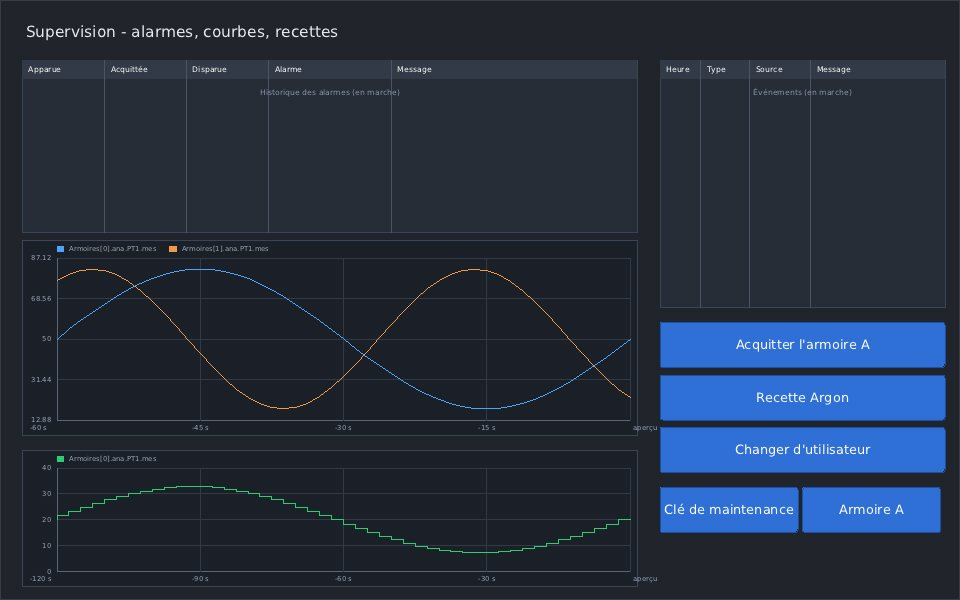 Supervision - alarmes, courbes, recettes
Apparue Acquittée Disparue Alarme Message
Historique des alarmes (en marche)
Heure Type Source Message
Événements (en marche)
Armoires[0].ana.PT1.mes Armoires[1].ana.PT1.mes
87.12
68.56
50
31.44
12.88
-60 s -45 s -30 s -15 s aperçu
Armoires[0].ana.PT1.mes
40
30
20
10
0
-120 s -90 s -60 s -30 s aperçu
Acquitter l'armoire A
Recette Argon
Changer d'utilisateur
Clé de maintenance
Armoire A